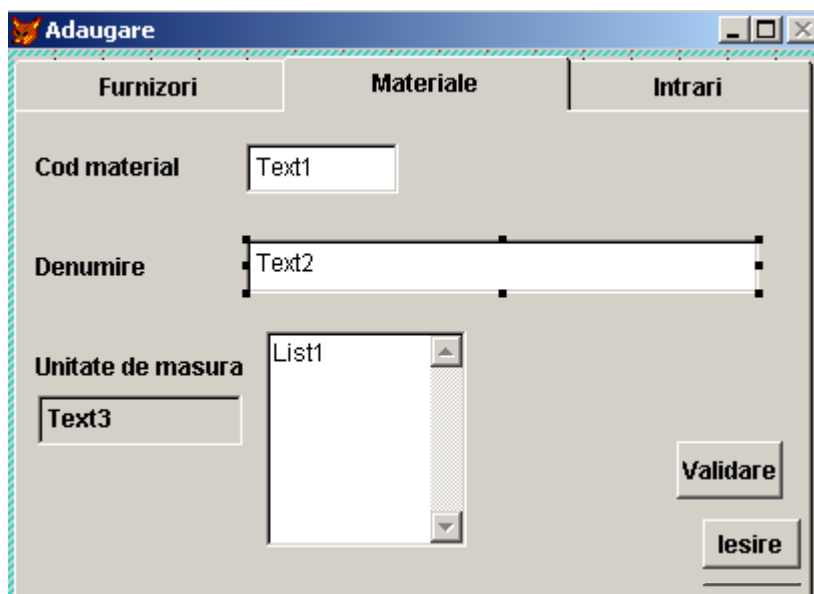 Adaugare
Furnizori Materiale Intrari
Cod material Text1
Denumire Text2
Unitate de masura List1
Text3
Validare
Iesire